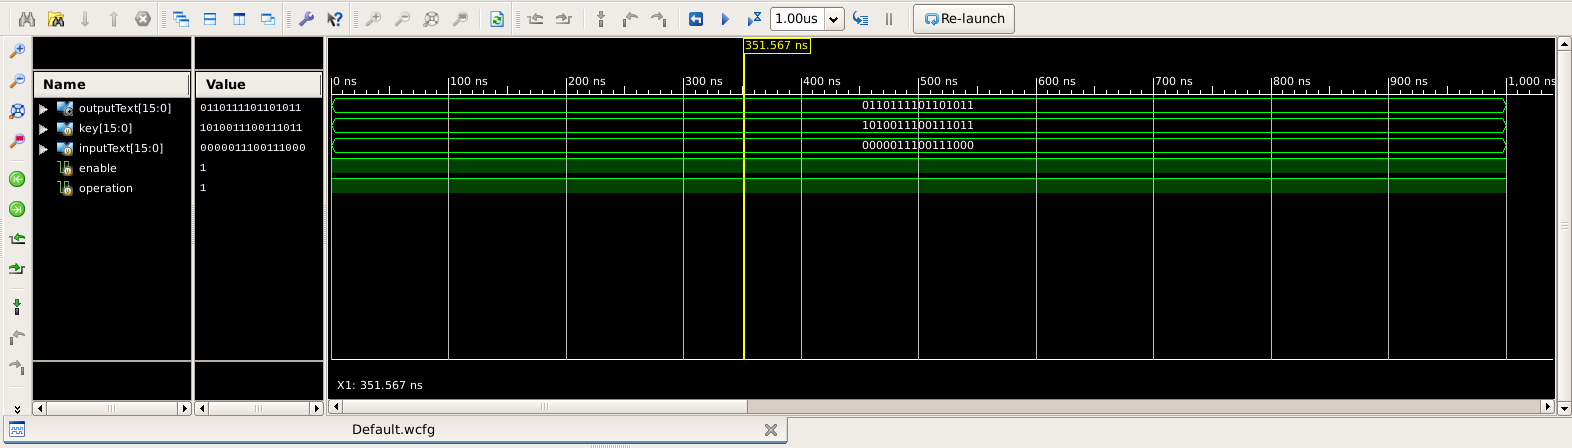 1.00us
Re-launch
351.567 ns
Name
Value
0 ns
100 ns
200 ns
300 ns
400 ns
500 ns
600 ns
700 ns
800 ns
900 ns
1,000 ns
outputText[15:0]
0110111101101011
0110111101101011
key[15:0]
1010011100111011
1010011100111011
inputText[15:0]
0000011100111000
0000011100111000
enable
1
operation
1
X1: 351.567 ns
Default.wcfg